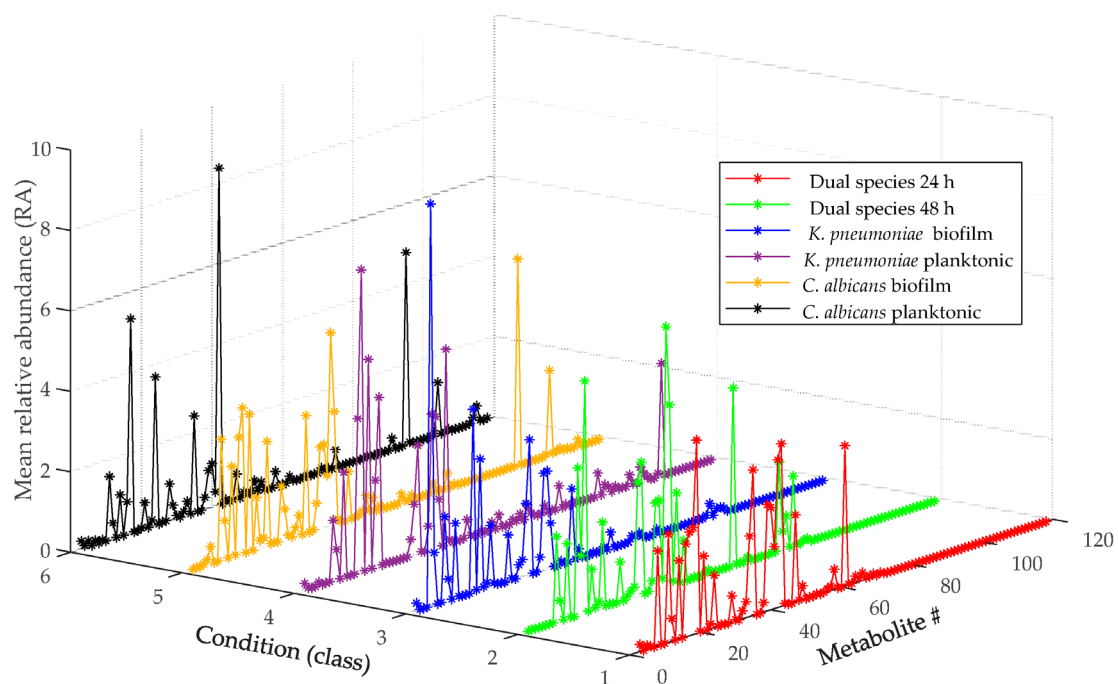 10
8
6
4
2
0
Mean relative abundance (RA)
6
5
4
3
2
1
Condition (class)
0
20
40
60
80
100
120
Metabolite #
Dual species 24 h
Dual species 48 h
K. pneumoniae biofilm
K. pneumoniae planktonic
C. albicans biofilm
C. albicans planktonic